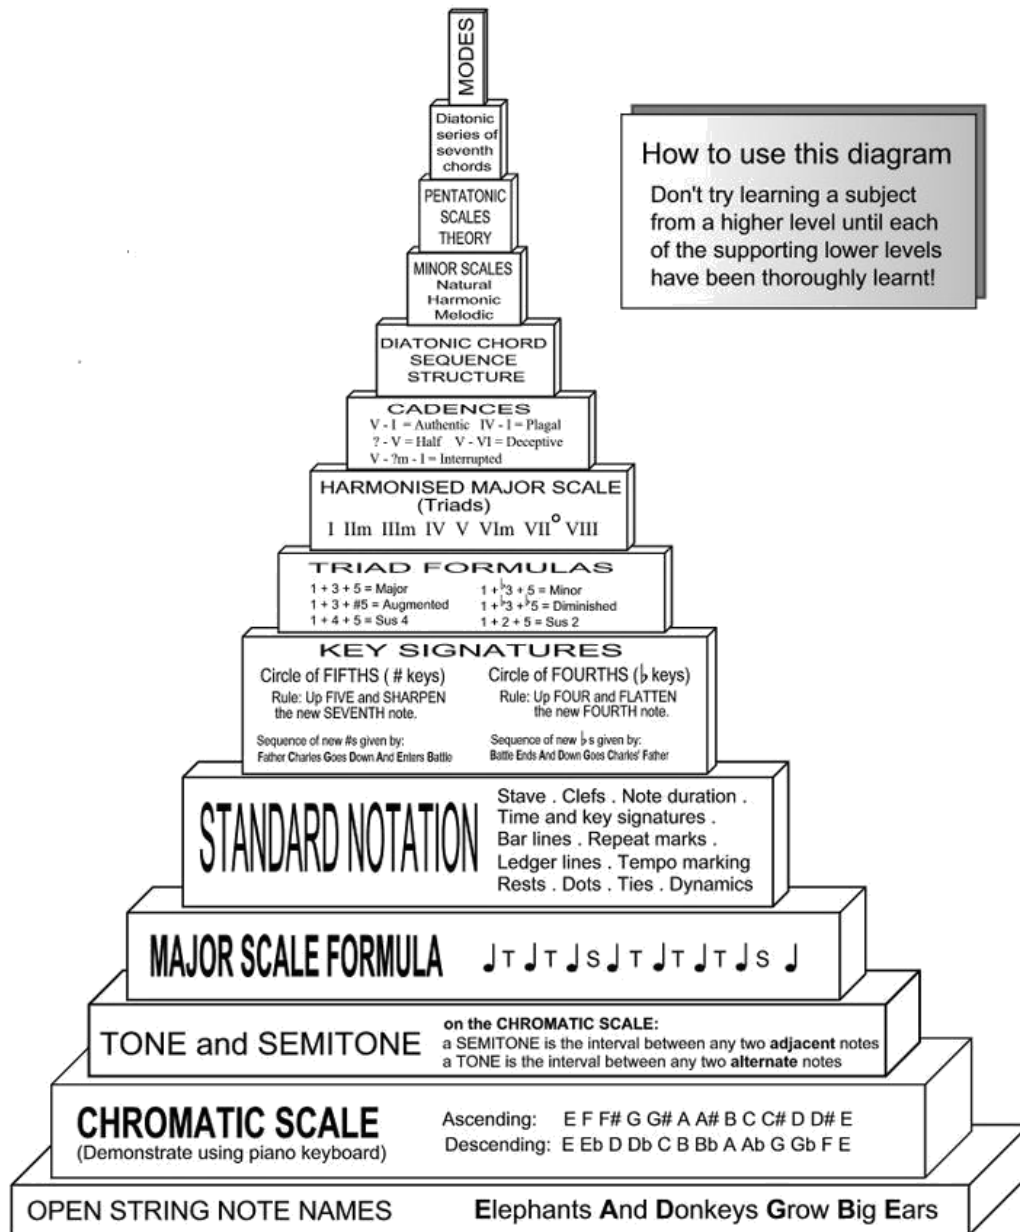 MODES
Diatonic
series of
seventh
chords
PENTATONIC
SCALES
THEORY
MINOR SCALES
Natural
Harmonic
Melodic
DIATONIC CHORD
SEQUENCE
STRUCTURE
CADENCES
V - I = Authentic IV - I = Plagal
? - V = Half V - VI = Deceptive
V - ?m - I = Interrupted
HARMONISED MAJOR SCALE
(Triads)
I IIm IIIm IV V VIm VII° VIII
TRIAD FORMULAS
1 + 3 + 5 = Major
1 + 3 + #5 = Augmented
1 + 4 + 5 = Sus 4
1 + ♭3 + 5 = Minor
1 + ♭3 + ♭5 = Diminished
1 + 2 + 5 = Sus 2
KEY SIGNATURES
Circle of FIFTHS ( # keys)
Rule: Up FIVE and SHARPEN
the new SEVENTH note.
Sequence of new #s given by:
Father Charles Goes Down And Enters Battle
Circle of FOURTHS (♭ keys)
Rule: Up FOUR and FLATTEN
the new FOURTH note.
Sequence of new ♭s given by:
Battle Ends And Down Goes Charles' Father
STANDARD NOTATION
Stave . Clefs . Note duration .
Time and key signatures .
Bar lines . Repeat marks .
Ledger lines . Tempo marking
Rests . Dots . Ties . Dynamics
MAJOR SCALE FORMULA ♩ T ♩ T ♩ S ♩ T ♩ T ♩ T ♩ S ♩
TONE and SEMITONE
on the CHROMATIC SCALE:
a SEMITONE is the interval between any two adjacent notes
a TONE is the interval between any two alternate notes
CHROMATIC SCALE
(Demonstrate using piano keyboard)
Ascending: E F F# G G# A A# B C C# D D# E
Descending: E Eb D Db C B Bb A Ab G Gb F E
OPEN STRING NOTE NAMES Elephants And Donkeys Grow Big Ears
How to use this diagram
Don't try learning a subject
from a higher level until each
of the supporting lower levels
have been thoroughly learnt!